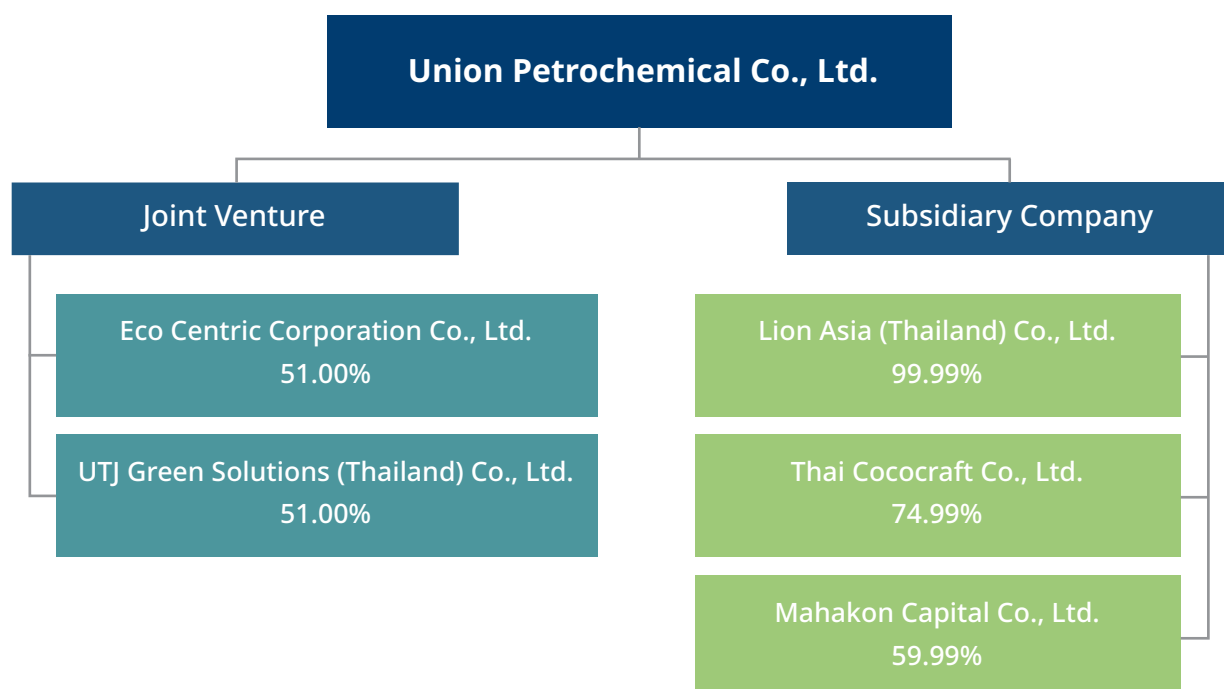 Union Petrochemical Co., Ltd.
Joint Venture
Eco Centric Corporation Co., Ltd.
51.00%
UTJ Green Solutions (Thailand) Co., Ltd.
51.00%
Subsidiary Company
Lion Asia (Thailand) Co., Ltd.
99.99%
Thai Cococraft Co., Ltd.
74.99%
Mahakon Capital Co., Ltd.
59.99%